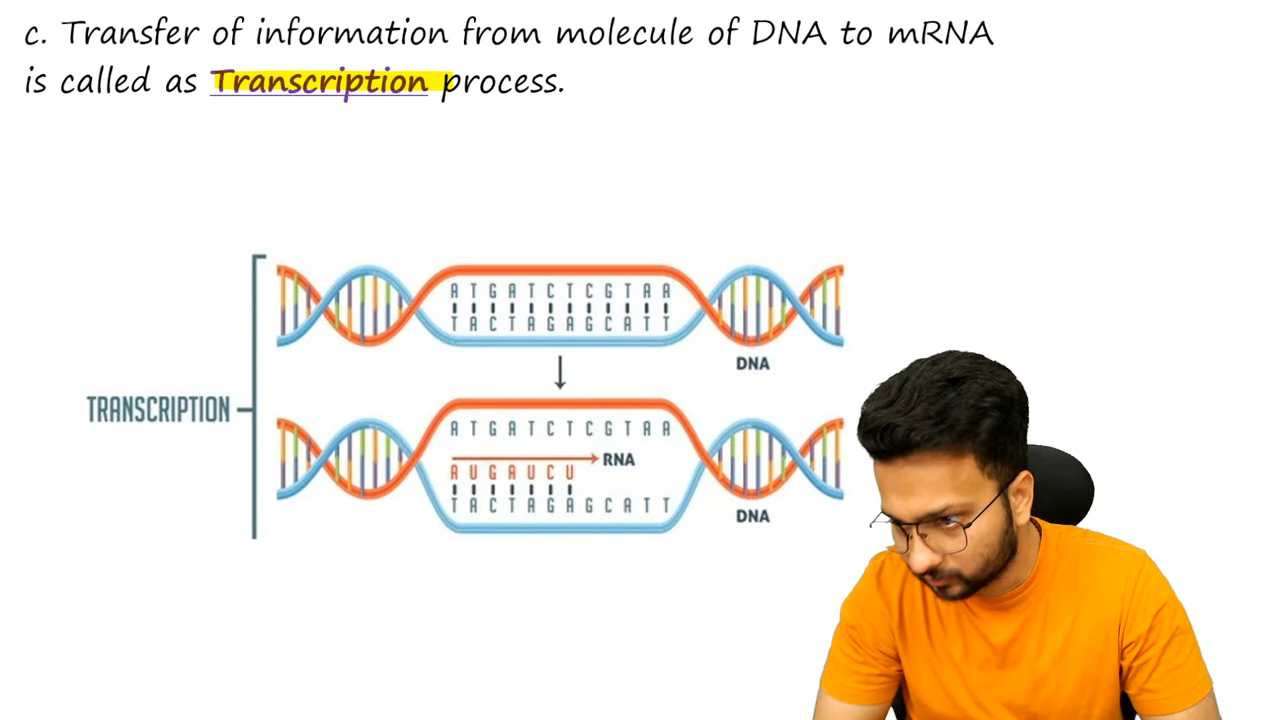 c. Transfer of information from molecule of DNA to mRNA
is called as Transcription process.
A T G A T C T C G T A A
T A C T A G A G C A T T
DNA
TRANSCRIPTION
A T G A T C T C G T A A
RNA
A U G A U C U
T A C T A G A G C A T T
DNA